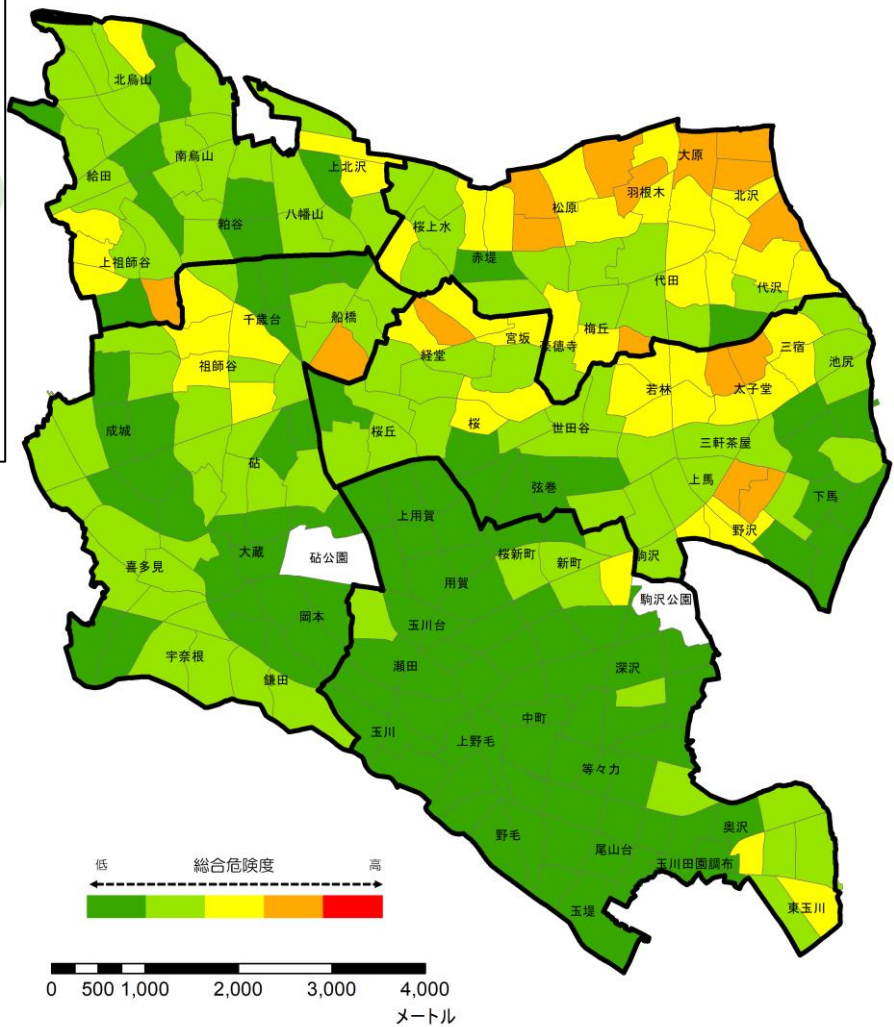 北烏山
南烏山
上北沢
給田
粕谷
八幡山
上祖師谷
桜上水
松原
羽根木
大原
北沢
赤堤
代田
代沢
千歳台
船橋
経堂
宮坂
豪徳寺
梅丘
三宿
池尻
祖師谷
若林
太子堂
成城
桜丘
桜
世田谷
三軒茶屋
砧
弦巻
上馬
下馬
上用賀
野沢
大蔵
砧公園
桜新町
新町
駒沢
喜多見
用賀
駒沢公園
岡本
玉川台
宇奈根
瀬田
深沢
鎌田
中町
玉川
上野毛
等々力
野毛
奥沢
尾山台
玉川田園調布
東玉川
玉堤
低
総合危険度
高
0 500 1,000 2,000 3,000 4,000
メートル